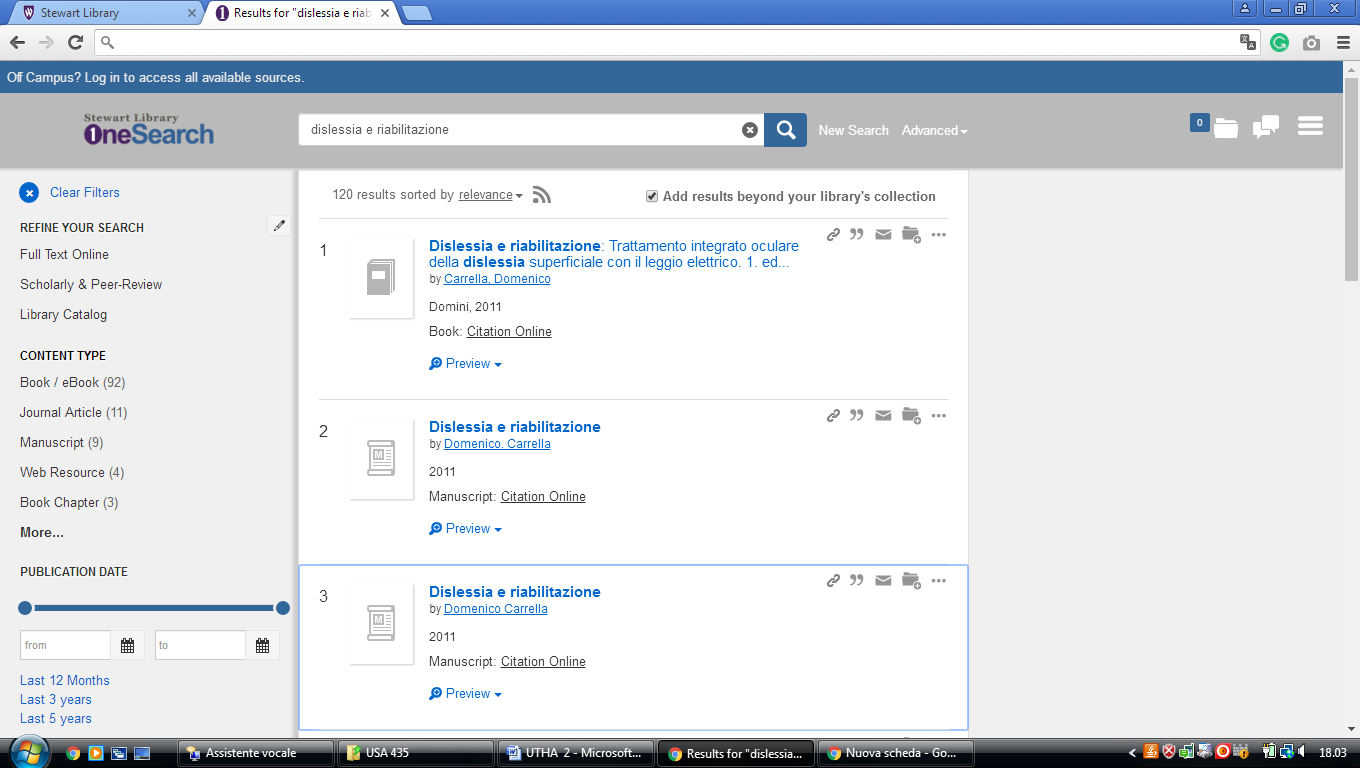 Stewart Library
Results for "dislessia e riab
Off Campus? Log in to access all available sources.
Stewart Library
OneSearch
dislessia e riabilitazione
New Search
Advanced
0
Clear Filters
REFINE YOUR SEARCH
Full Text Online
Scholarly & Peer-Review
Library Catalog
CONTENT TYPE
Book / eBook (92)
Journal Article (11)
Manuscript (9)
Web Resource (4)
Book Chapter (3)
More...
PUBLICATION DATE
from
to
Last 12 Months
Last 3 years
Last 5 years
120 results sorted by relevance
Add results beyond your library's collection
1
Dislessia e riabilitazione: Trattamento integrato oculare
della dislessia superficiale con il leggio elettrico. 1. ed...
by Carrella, Domenico
Domini, 2011
Book: Citation Online
Preview
2
Dislessia e riabilitazione
by Domenico. Carrella
2011
Manuscript: Citation Online
Preview
3
Dislessia e riabilitazione
by Domenico Carrella
2011
Manuscript: Citation Online
Preview
Assistente vocale
USA 435
UTHA 2 - Microsoft...
Results for "dislessia...
Nuova scheda - Go...
18.03